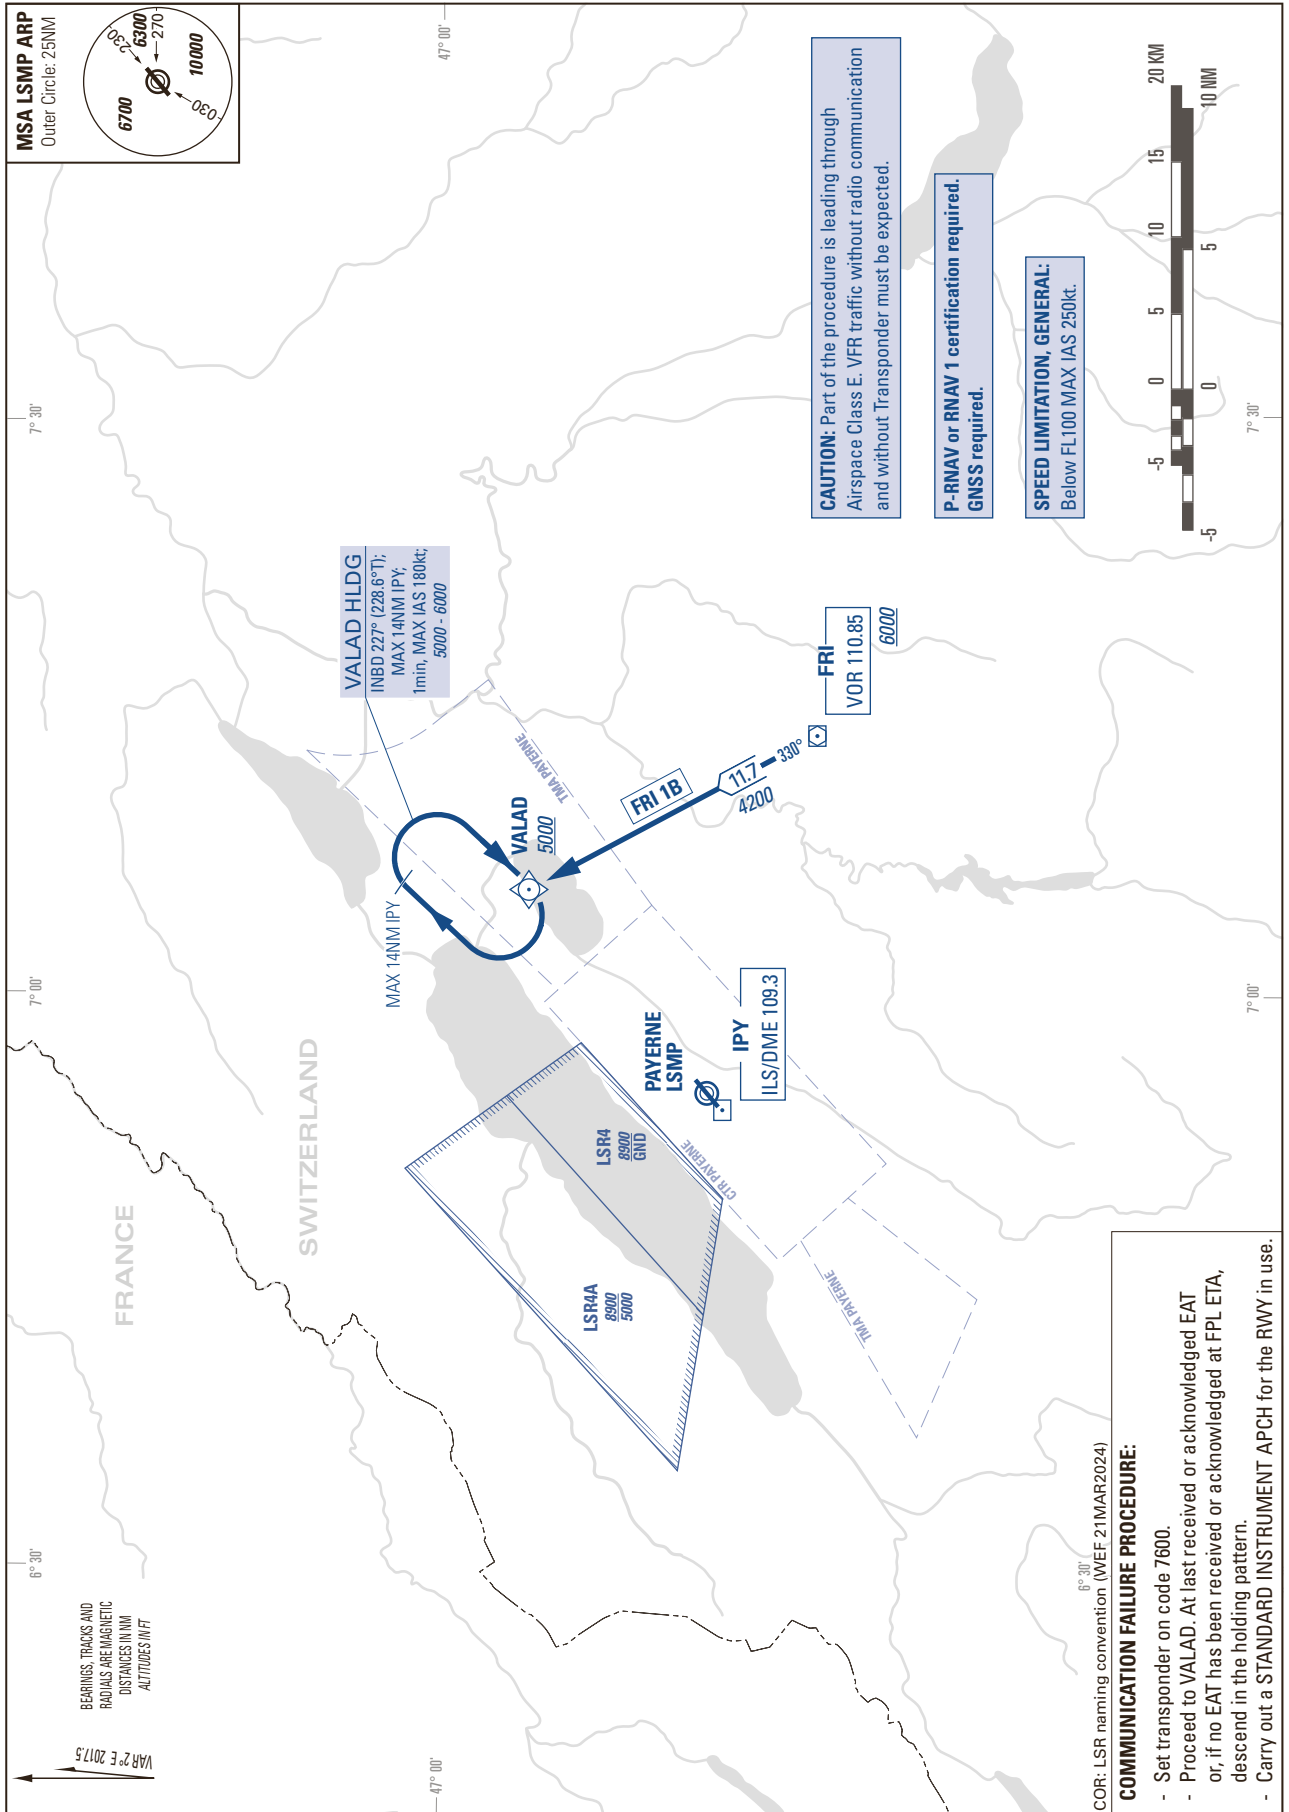 MSA LSMP ARP
Outer Circle: 25NM
6700
230
6300
270
10000
030
47° 00'
7° 30'
7° 00'
6° 30'
BEARINGS, TRACKS AND
RADIALS ARE MAGNETIC
DISTANCES IN NM
ALTITUDES IN FT
VAR 2° E 2017.5
FRANCE
SWITZERLAND
VALAD HLDG
INBD 227° (228.6°T);
MAX 14NM IPY;
1min, MAX IAS 180kt;
5000 - 6000
MAX 14NM IPY
VALAD
5000
TMA PAYERNE
FRI 1B
11.7
4200
330°
FRI
VOR 110.85
6000
PAYERNE
LSMP
IPY
ILS/DME 109.3
LSR4
8900
GND
CTR PAYERNE
LSR4A
8900
5000
TMA PAYERNE
CAUTION: Part of the procedure is leading through
Airspace Class E. VFR traffic without radio communication
and without Transponder must be expected.
P-RNAV or RNAV 1 certification required.
GNSS required.
SPEED LIMITATION, GENERAL:
Below FL100 MAX IAS 250kt.
-5 0 5 10 15 20 KM
-5 0 5 10 NM
7° 30'
7° 00'
6° 30'
47° 00'
COR: LSR naming convention (WEF 21MAR2024)
COMMUNICATION FAILURE PROCEDURE:
- Set transponder on code 7600.
- Proceed to VALAD. At last received or acknowledged EAT
or, if no EAT has been received or acknowledged at FPL ETA,
descend in the holding pattern.
- Carry out a STANDARD INSTRUMENT APCH for the RWY in use.